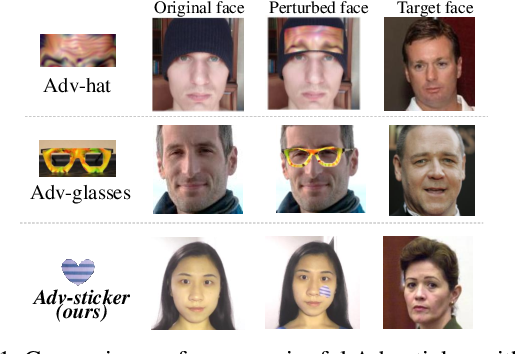 Original face Perturbed face Target face
Adv-hat
Adv-glasses
Adv-sticker
(ours)